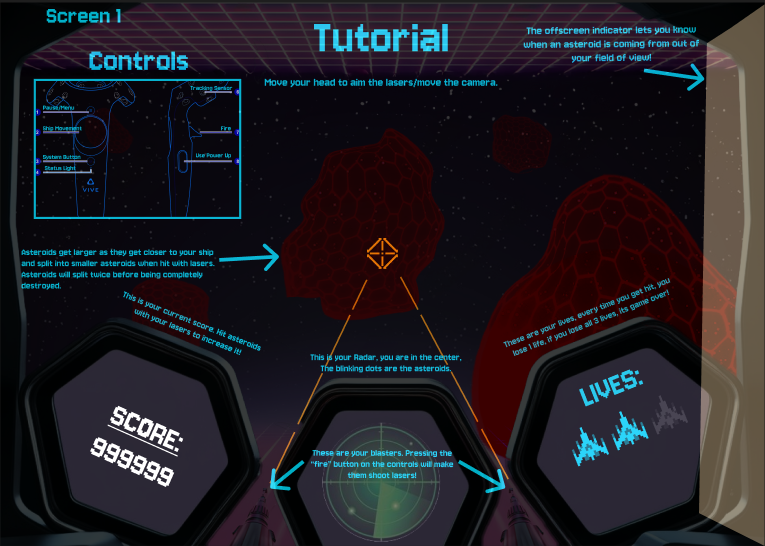 Screen 1
Tutorial
The offscreen indicator lets you know
when an asteroid is coming from out of
your field of view!
Controls
Move your head to aim the lasers/move the camera.
Tracking Sensor
Pause/Menu
Ship Movement
Fire
System Button
Use Power Up
Status Light
VIVE
Asteroids get larger as they get closer to your ship
and split into smaller asteroids when hit with lasers.
Asteroids will split twice before being completely
destroyed.
This is your current score. Hit asteroids
with your lasers to increase it!
These are your lives, every time you get hit, you
lose 1 life, if you lose all 3 lives, its game over!
This is your Radar, you are in the center,
The blinking dots are the asteroids.
SCORE:
999999
LIVES:
These are your blasters. Pressing the
"fire" button on the controls will make
them shoot lasers!